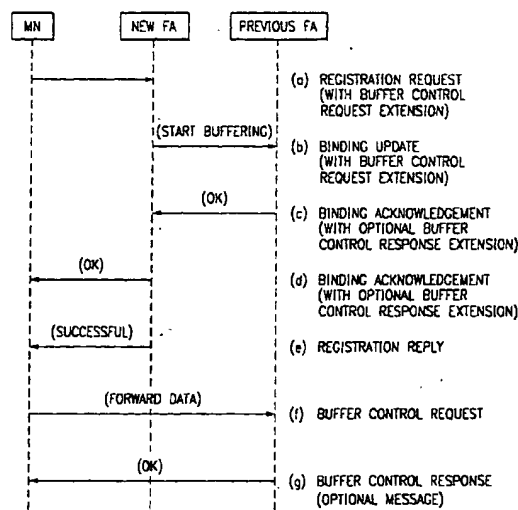 MN NEW FA PREVIOUS FA
(a) REGISTRATION REQUEST
(WITH BUFFER CONTROL
REQUEST EXTENSION)
(START BUFFERING)
(b) BINDING UPDATE
(WITH BUFFER CONTROL
REQUEST EXTENSION)
(OK)
(c) BINDING ACKNOWLEDGEMENT
(WITH OPTIONAL BUFFER
CONTROL RESPONSE EXTENSION)
(OK)
(d) BINDING ACKNOWLEDGEMENT
(WITH OPTIONAL BUFFER
CONTROL RESPONSE EXTENSION)
(SUCCESSFUL)
(e) REGISTRATION REPLY
(FORWARD DATA)
(f) BUFFER CONTROL REQUEST
(OK)
(g) BUFFER CONTROL RESPONSE
(OPTIONAL MESSAGE)